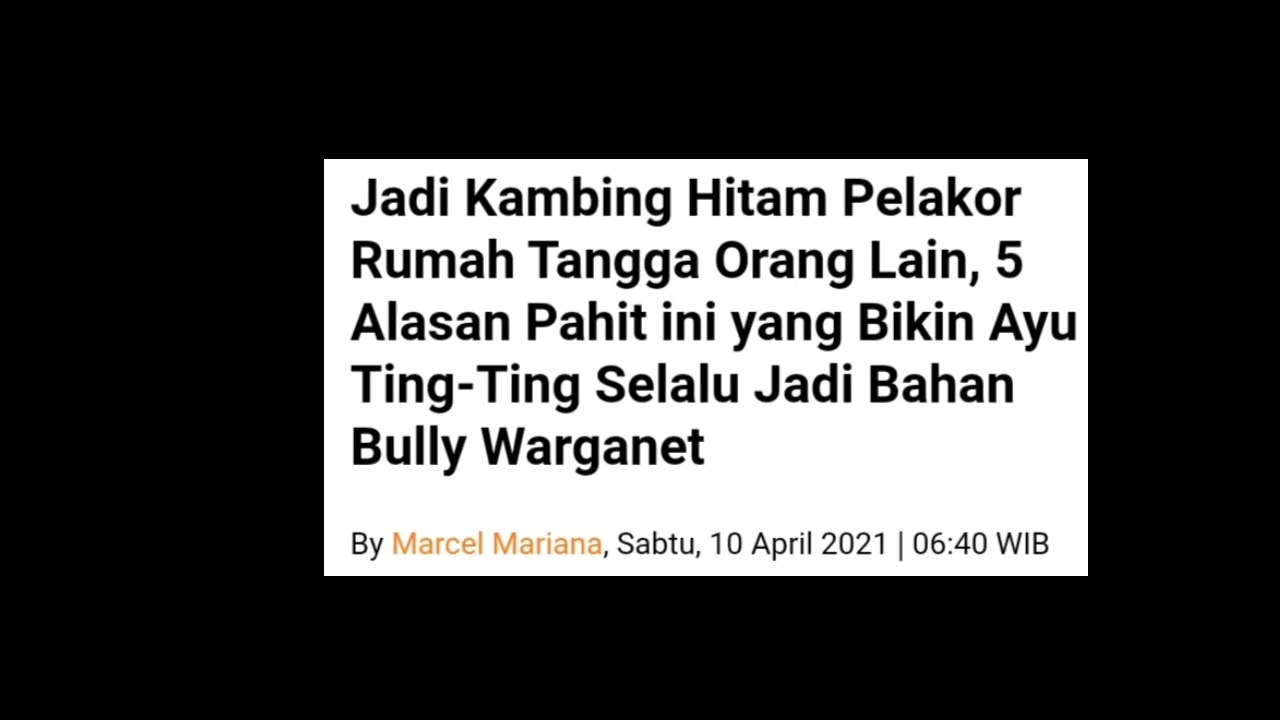 Jadi Kambing Hitam Pelakor
Rumah Tangga Orang Lain, 5
Alasan Pahit ini yang Bikin Ayu
Ting-Ting Selalu Jadi Bahan
Bully Warganet
By Marcel Mariana, Sabtu, 10 April 2021 | 06:40 WIB